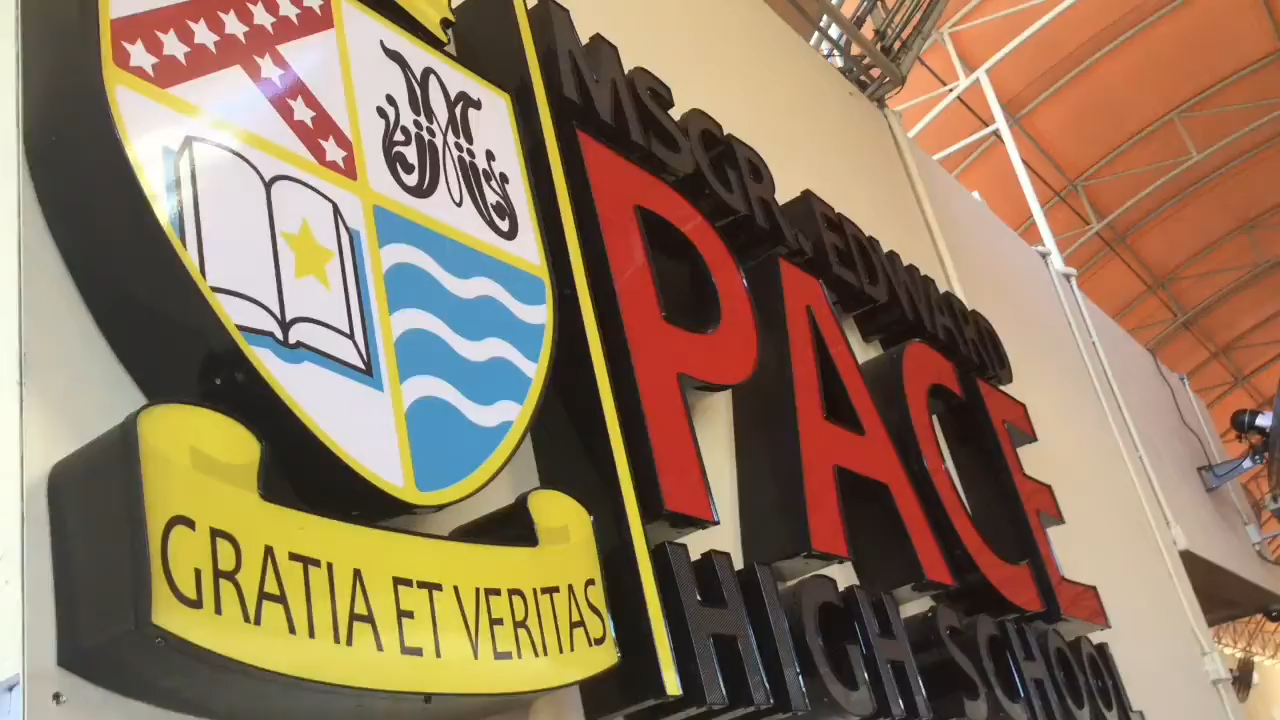 GRATIA ET VERITAS
MSGR. EDWARD
PACE
HIGH SCHOOL